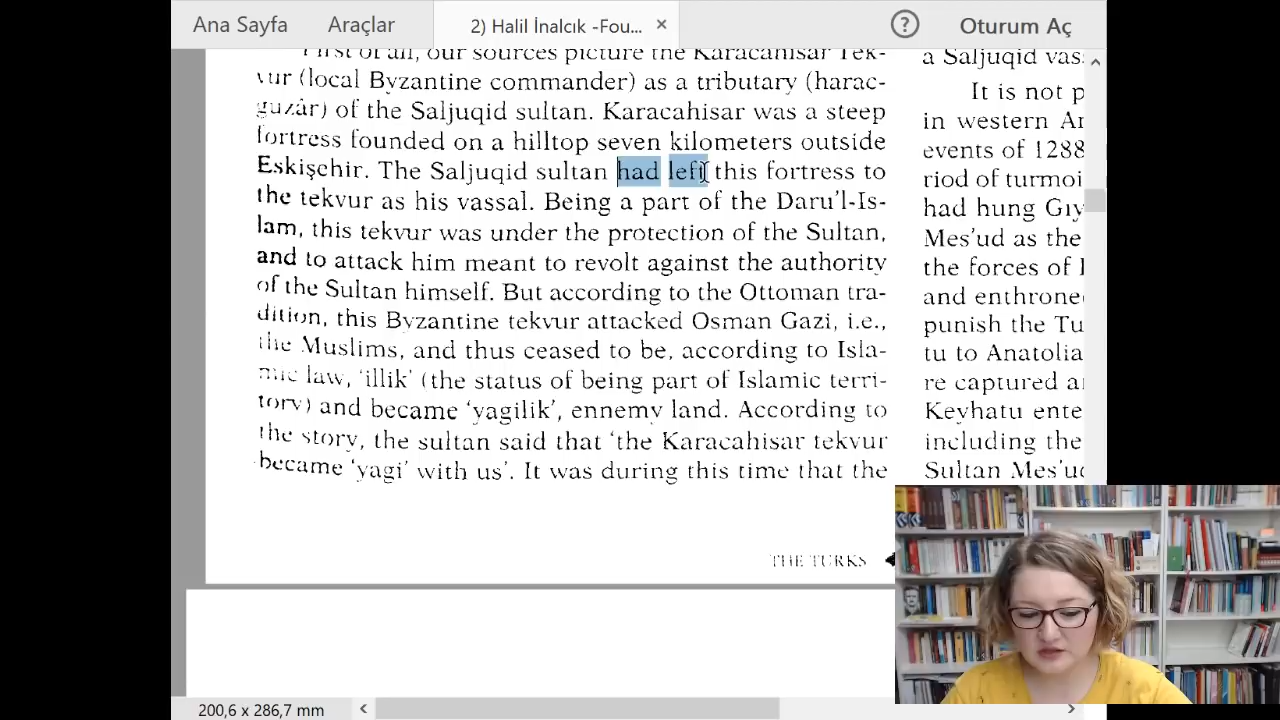 Ana Sayfa
Araçlar
2) Halil İnalcık -Fou...
Oturum Aç
First of all, our sources picture the Karacahisar Tek-
vur (local Byzantine commander) as a tributary (harac-
guzâr) of the Saljuqid sultan. Karacahisar was a steep
fortress founded on a hilltop seven kilometers outside
Eskişehir. The Saljuqid sultan had left this fortress to
the tekvur as his vassal. Being a part of the Daru'l-Is-
lam, this tekvur was under the protection of the Sultan,
and to attack him meant to revolt against the authority
of the Sultan himself. But according to the Ottoman tra-
dition, this Byzantine tekvur attacked Osman Gazi, i.e.,
the Muslims, and thus ceased to be, according to Isla-
mic law, 'illik' (the status of being part of Islamic terri-
tory) and became 'yagilik', ennemy land. According to
the story, the sultan said that 'the Karacahisar tekvur
became 'yagi' with us'. It was during this time that the
THE TURKS
a Saljuqid vas
It is not p
in western An
events of 1288
riod of turmoi
had hung Gıy
Mes'ud as the
the forces of
and enthrone
punish the Tu
tu to Anatolia
re captured a
Keyhatu ente
including the
Sultan Mes'ud
200,6 x 286,7 mm